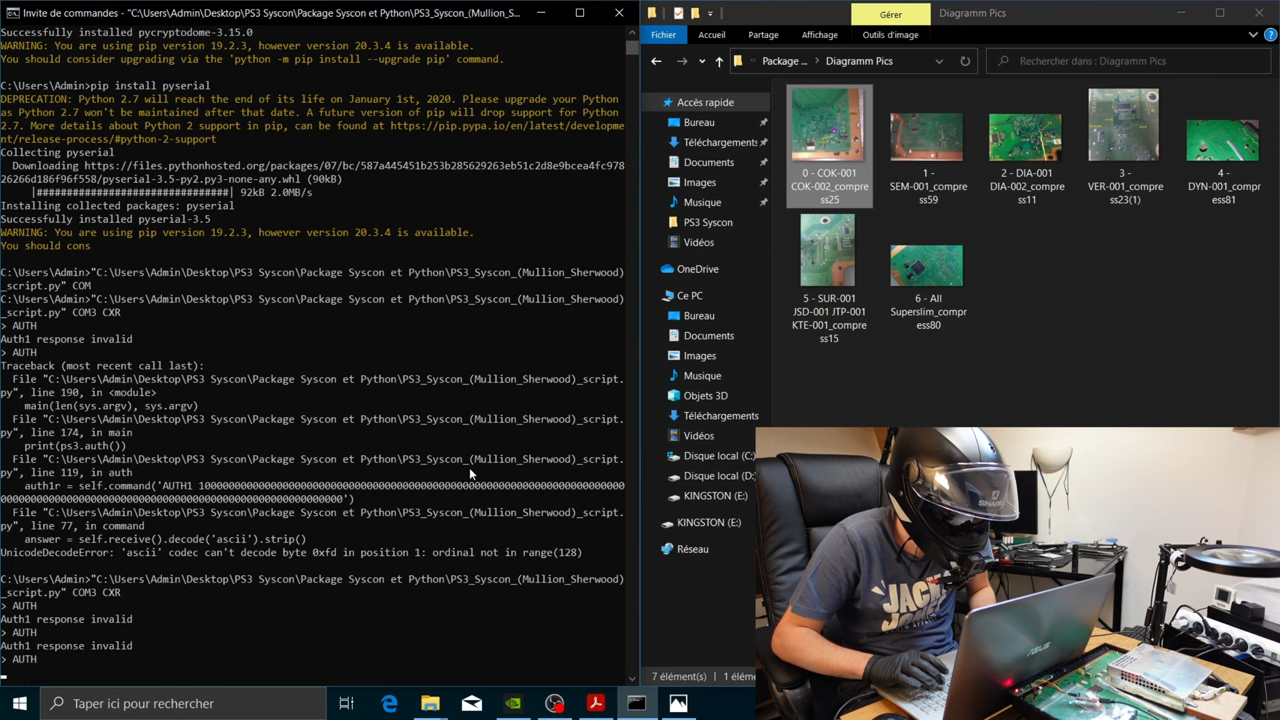 Invite de commandes - "C:\Users\Admin\Desktop\PS3 Syscon\Package Syscon et Python\PS3_Syscon_(Mullion_S...
Successfully installed pycryptodome-3.15.0
WARNING: You are using pip version 19.2.3, however version 20.3.4 is available.
You should consider upgrading via the 'python -m pip install --upgrade pip' command.
C:\Users\Admin>pip install pyserial
DEPRECATION: Python 2.7 will reach the end of its life on January 1st, 2020. Please upgrade your Python
as Python 2.7 won't be maintained after that date. A future version of pip will drop support for Python
2.7. More details about Python 2 support in pip, can be found at https://pip.pypa.io/en/latest/developme
nt/release-process/#python-2-support
Collecting pyserial
Downloading https://files.pythonhosted.org/packages/07/bc/587a445451b253b285629263eb51c2d8e9bcea4fc978
26266d186f96f558/pyserial-3.5-py2.py3-none-any.whl (90kB)
|################################| 92kB 2.0MB/s
Installing collected packages: pyserial
Successfully installed pyserial-3.5
WARNING: You are using pip version 19.2.3, however version 20.3.4 is available.
You should cons
C:\Users\Admin>"C:\Users\Admin\Desktop\PS3 Syscon\Package Syscon et Python\PS3_Syscon_(Mullion_Sherwood)
_script.py" COM
C:\Users\Admin>"C:\Users\Admin\Desktop\PS3 Syscon\Package Syscon et Python\PS3_Syscon_(Mullion_Sherwood)
_script.py" COM3 CXR
> AUTH
Auth1 response invalid
> AUTH
Traceback (most recent call last):
File "C:\Users\Admin\Desktop\PS3 Syscon\Package Syscon et Python\PS3_Syscon_(Mullion_Sherwood)_script.
py", line 190, in <module>
main(len(sys.argv), sys.argv)
File "C:\Users\Admin\Desktop\PS3 Syscon\Package Syscon et Python\PS3_Syscon_(Mullion_Sherwood)_script.
py", line 174, in main
print(ps3.auth())
File "C:\Users\Admin\Desktop\PS3 Syscon\Package Syscon et Python\PS3_Syscon_(Mullion_Sherwood)_script.
py", line 119, in auth
auth1r = self.command('AUTH1 10000000000000000000000000000000000000000000000000000000000000000000000
000000000000000000000000000000000000000000000000000000000')
File "C:\Users\Admin\Desktop\PS3 Syscon\Package Syscon et Python\PS3_Syscon_(Mullion_Sherwood)_script.
py", line 77, in command
answer = self.receive().decode('ascii').strip()
UnicodeDecodeError: 'ascii' codec can't decode byte 0xfd in position 1: ordinal not in range(128)
C:\Users\Admin>"C:\Users\Admin\Desktop\PS3 Syscon\Package Syscon et Python\PS3_Syscon_(Mullion_Sherwood)
_script.py" COM3 CXR
> AUTH
Auth1 response invalid
> AUTH
Auth1 response invalid
> AUTH
Gérer
Diagramm Pics
Fichier
Accueil
Partage
Affichage
Outils d'image
Package ... > Diagramm Pics
Rechercher dans : Diagramm Pics
Accès rapide
Bureau
Téléchargements
Documents
Images
Musique
PS3 Syscon
Vidéos
OneDrive
Ce PC
Bureau
Documents
Images
Musique
Objets 3D
Téléchargements
Vidéos
Disque local (C:
Disque local (D:
KINGSTON (E:)
KINGSTON (E:)
Réseau
0 - COK-001
COK-002_compre
ss25
1 -
SEM-001_compre
ss59
2 - DIA-001
DIA-002_compre
ss11
3 -
VER-001_compre
ss23(1)
4 -
DYN-001_compr
ess81
5 - SUR-001
JSD-001 JTP-001
KTE-001_compre
ss15
6 - All
Superslim_compr
ess80
7 élément(s)
1 éléme
SHARK
JACK
JONES
ASUS
Taper ici pour rechercher